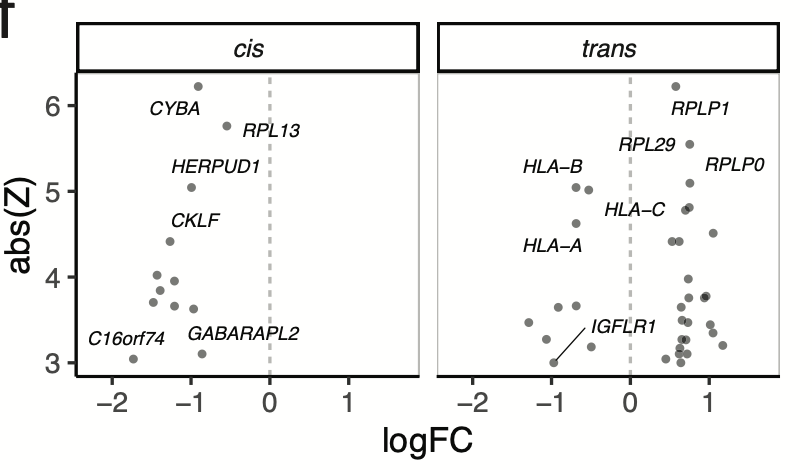 f
cis
trans
CYBA
RPL13
HERPUD1
CKLF
C16orf74
GABARAPL2
RPLP1
RPL29
RPLP0
HLA−B
HLA−C
HLA−A
IGFLR1
abs(Z)
6
5
4
3
−2 −1 0 1
−2 −1 0 1
logFC